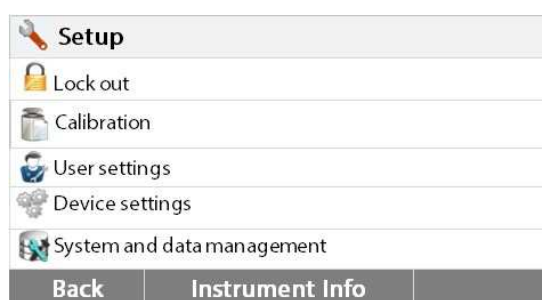 Setup
Lock out
Calibration
User settings
Device settings
System and data management
Back Instrument Info